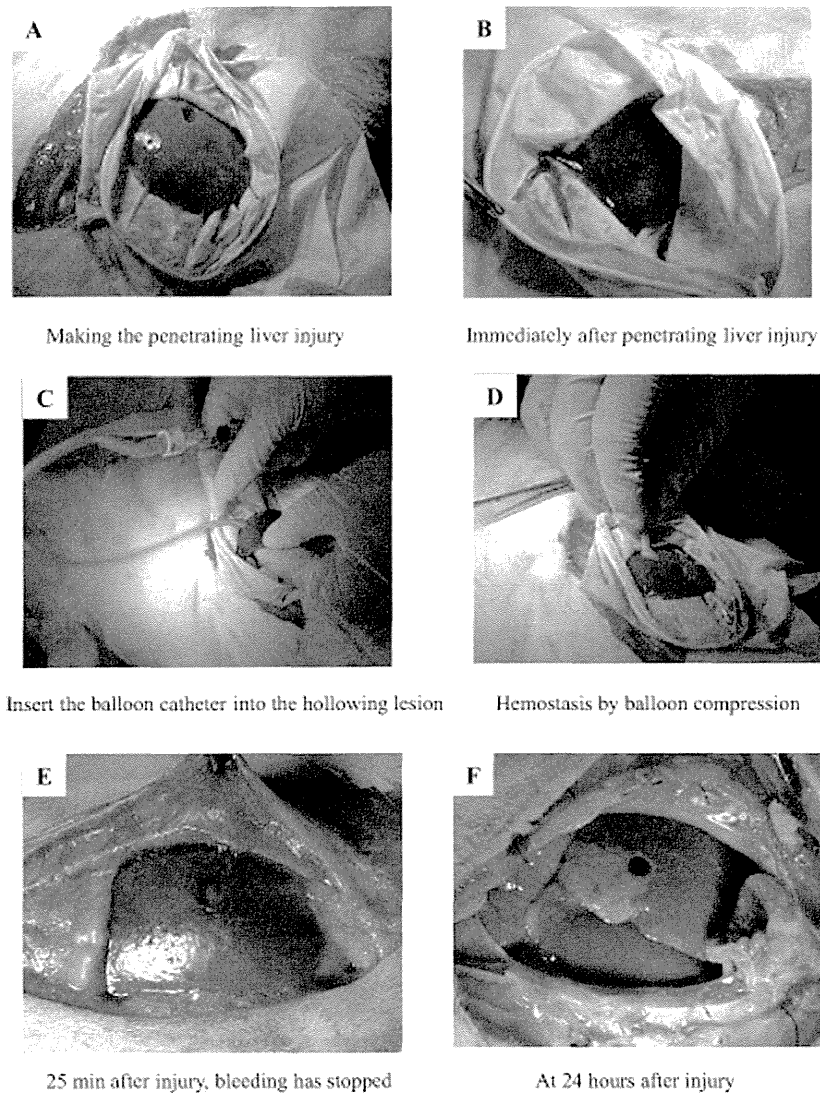 A
B
Making the penetrating liver injury
Immediately after penetrating liver injury
C
D
Insert the balloon catheter into the hollowing lesion
Hemostasis by balloon compression
E
F
25 min after injury, bleeding has stopped
At 24 hours after injury